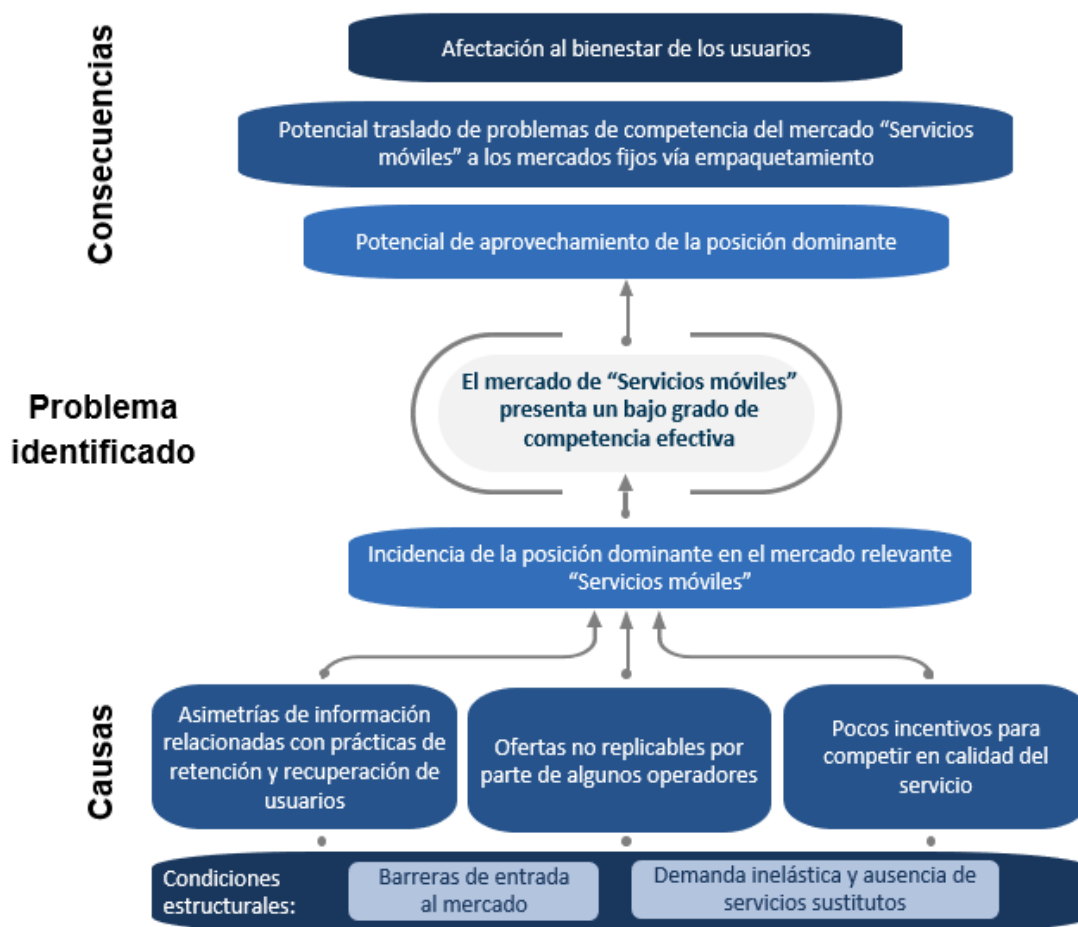 Consecuencias
Afectación al bienestar de los usuarios
Potencial traslado de problemas de competencia del mercado “Servicios
móviles” a los mercados fijos vía empaquetamiento
Potencial de aprovechamiento de la posición dominante
Problema
identificado
El mercado de “Servicios móviles”
presenta un bajo grado de
competencia efectiva
Incidencia de la posición dominante en el mercado relevante
“Servicios móviles”
Causas
Asimetrías de información
relacionadas con prácticas de
retención y recuperación de
usuarios
Ofertas no replicables por
parte de algunos operadores
Pocos incentivos para
competir en calidad del
servicio
Condiciones
estructurales:
Barreras de entrada
al mercado
Demanda inelástica y ausencia de
servicios sustitutos